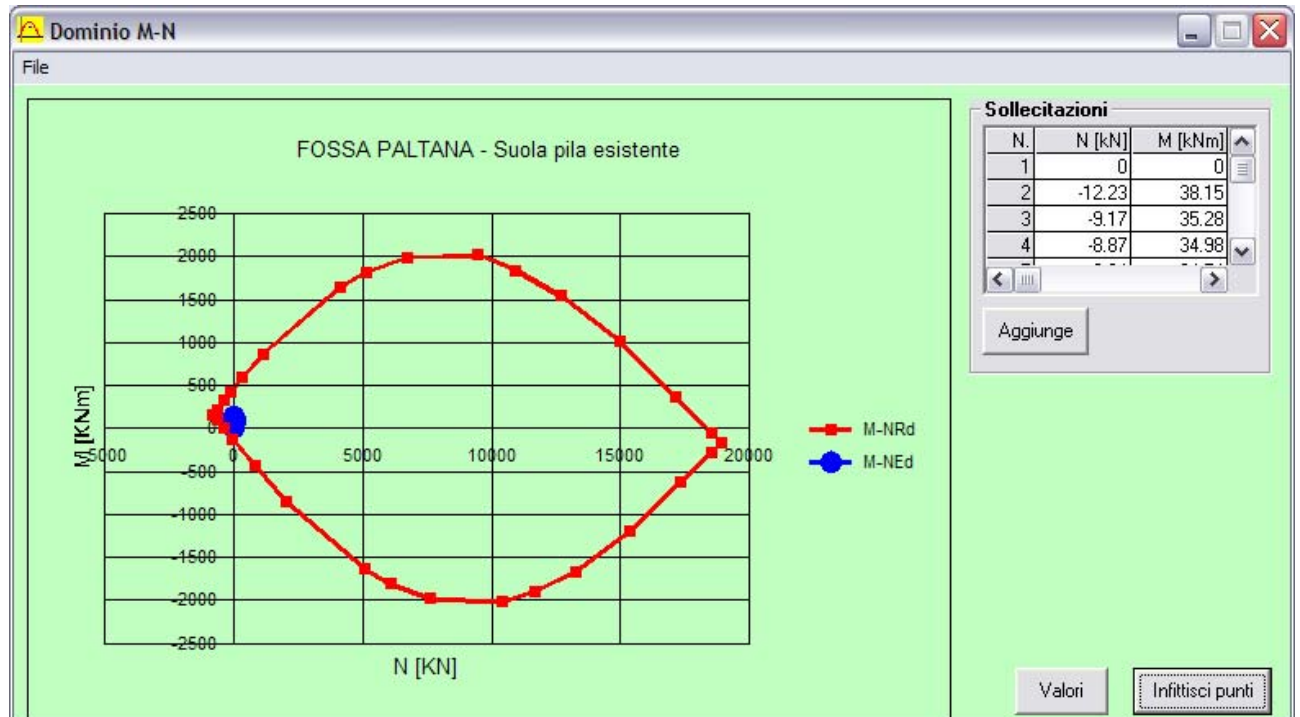 Dominio M-N
File
FOSSA PALTANA - Suola pila esistente
2500
2000
1500
1000
500
0
-500
-1000
-1500
-2000
-2500
M [KNm]
5000 0 5000 10000 15000 20000
N [KN]
M-NRd
M-NEd
Sollecitazioni
N. N [kN] M [kNm]
1 0 0
2 -12.23 38.15
3 -9.17 35.28
4 -8.87 34.98
Aggiunge
Valori Infittisci punti